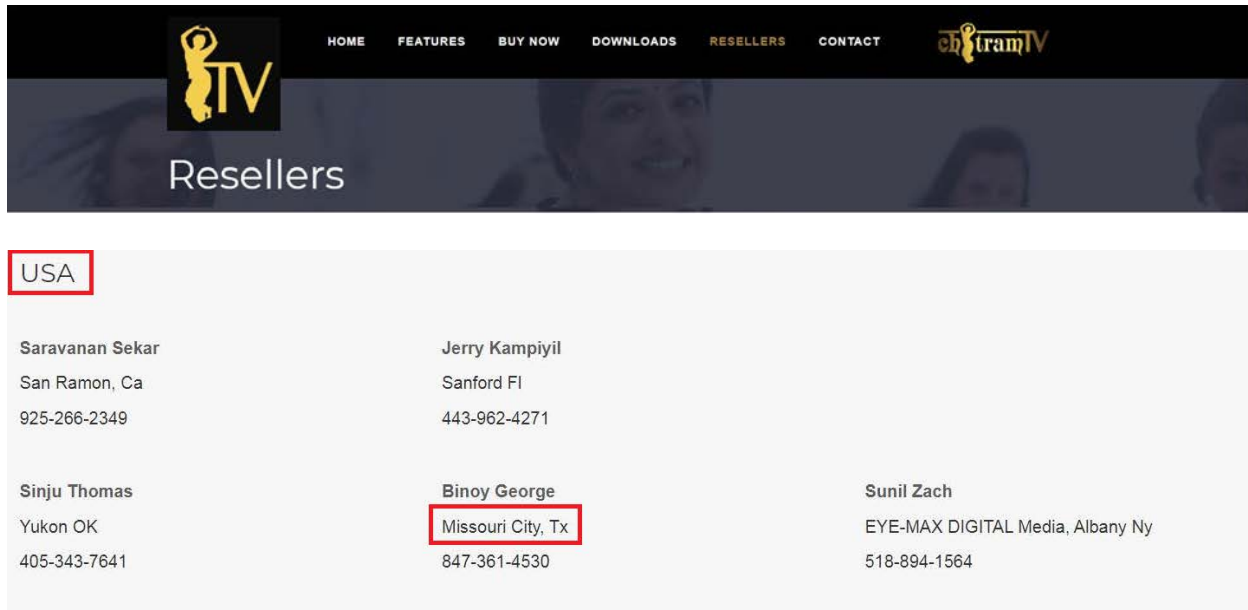 HOME FEATURES BUY NOW DOWNLOADS RESELLERS CONTACT chitramTV
TV
Resellers
USA
Saravanan Sekar
San Ramon, Ca
925-266-2349
Jerry Kampiyil
Sanford Fl
443-962-4271
Sinju Thomas
Yukon OK
405-343-7641
Binoy George
Missouri City, Tx
847-361-4530
Sunil Zach
EYE-MAX DIGITAL Media, Albany Ny
518-894-1564